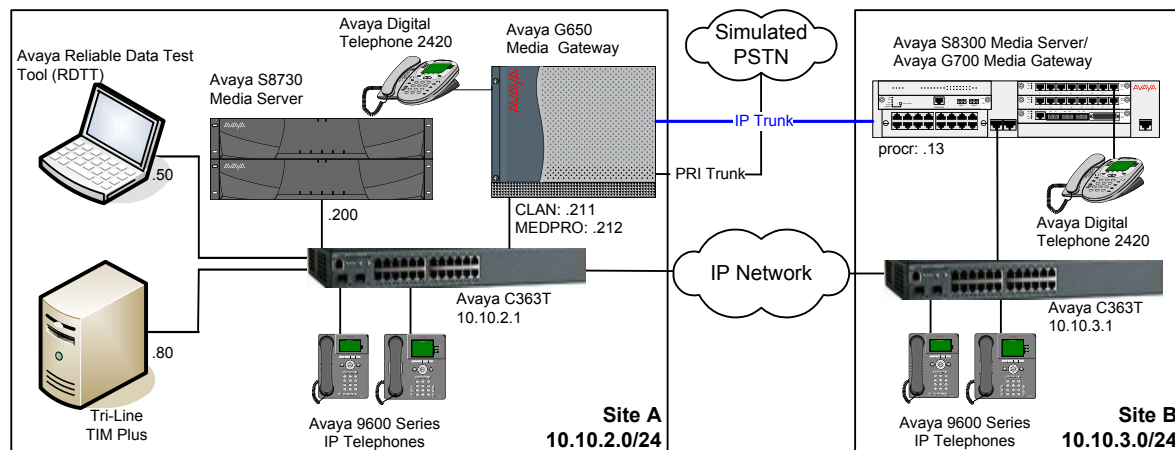 Avaya Reliable Data Test
Tool (RDTT)
.50
Avaya S8730
Media Server
.200
Avaya Digital
Telephone 2420
Avaya G650
Media Gateway
AVAYA
CLAN: .211
MEDPRO: .212
Simulated
PSTN
IP Trunk
PRI Trunk
Avaya S8300 Media Server/
Avaya G700 Media Gateway
AVAYA
procr: .13
Avaya Digital
Telephone 2420
IP Network
Avaya C363T
10.10.2.1
Avaya C363T
10.10.3.1
.80
Tri-Line
TIM Plus
Avaya 9600 Series
IP Telephones
Site A
10.10.2.0/24
Avaya 9600 Series
IP Telephones
Site B
10.10.3.0/24